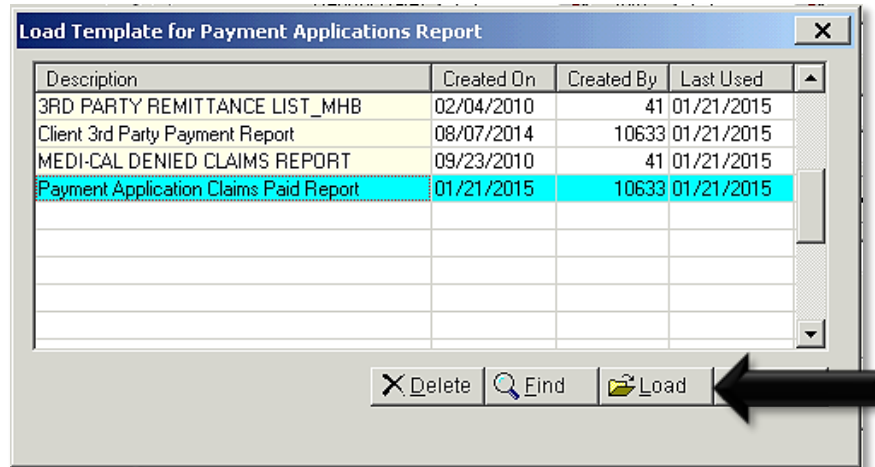 Load Template for Payment Applications Report
Description Created On Created By Last Used
3RD PARTY REMITTANCE LIST_MHB 02/04/2010 41 01/21/2015
Client 3rd Party Payment Report 08/07/2014 10633 01/21/2015
MEDI-CAL DENIED CLAIMS REPORT 09/23/2010 41 01/21/2015
Payment Application Claims Paid Report 01/21/2015 10633 01/21/2015
Delete Find Load